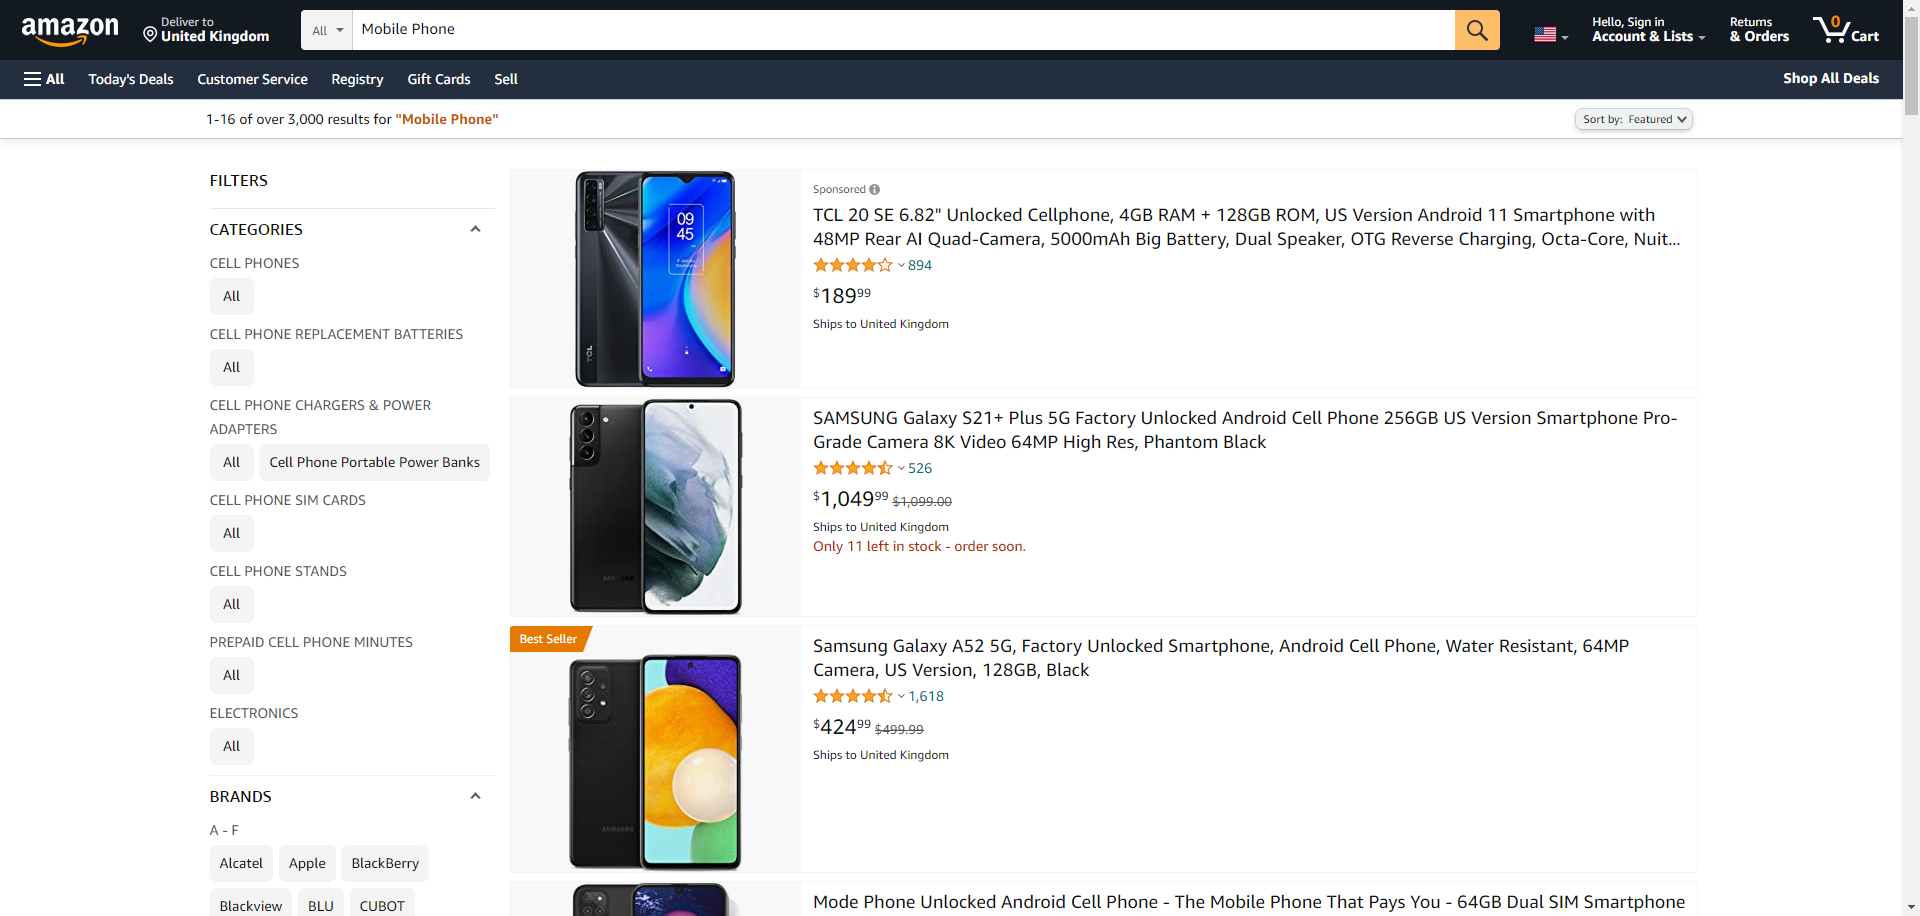 amazon
Deliver to
United Kingdom
All
Mobile Phone
Hello, Sign in
Account & Lists
Returns
& Orders
0
Cart
All
Today's Deals
Customer Service
Registry
Gift Cards
Sell
Shop All Deals
1-16 of over 3,000 results for "Mobile Phone"
Sort by: Featured
FILTERS
CATEGORIES
CELL PHONES
All
CELL PHONE REPLACEMENT BATTERIES
All
CELL PHONE CHARGERS & POWER
ADAPTERS
All
Cell Phone Portable Power Banks
CELL PHONE SIM CARDS
All
CELL PHONE STANDS
All
PREPAID CELL PHONE MINUTES
All
ELECTRONICS
All
BRANDS
A - F
Alcatel
Apple
BlackBerry
Blackview
BLU
CUBOT
09
45
TCL
Sponsored
TCL 20 SE 6.82" Unlocked Cellphone, 4GB RAM + 128GB ROM, US Version Android 11 Smartphone with
48MP Rear AI Quad-Camera, 5000mAh Big Battery, Dual Speaker, OTG Reverse Charging, Octa-Core, Nuit...
894
$189.99
Ships to United Kingdom
SAMSUNG
SAMSUNG Galaxy S21+ Plus 5G Factory Unlocked Android Cell Phone 256GB US Version Smartphone Pro-
Grade Camera 8K Video 64MP High Res, Phantom Black
526
$1,049.99 $1,099.00
Ships to United Kingdom
Only 11 left in stock - order soon.
Best Seller
SAMSUNG
Samsung Galaxy A52 5G, Factory Unlocked Smartphone, Android Cell Phone, Water Resistant, 64MP
Camera, US Version, 128GB, Black
1,618
$424.99 $499.99
Ships to United Kingdom
Mode Phone Unlocked Android Cell Phone - The Mobile Phone That Pays You - 64GB Dual SIM Smartphone